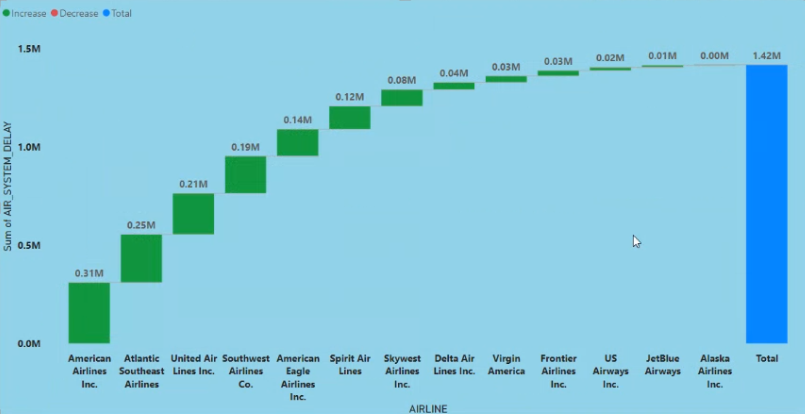 Increase Decrease Total
1.5M
1.0M
0.5M
0.0M
Sum of AIR_SYSTEM_DELAY
0.31M
0.25M
0.21M
0.19M
0.14M
0.12M
0.08M
0.04M
0.03M
0.03M
0.02M
0.01M
0.00M
1.42M
American
Airlines
Inc.
Atlantic
Southeast
Airlines
United Air
Lines Inc.
Southwest
Airlines
Co.
American
Eagle
Airlines
Inc.
Spirit Air
Lines
Skywest
Airlines
Inc.
Delta Air
Lines Inc.
Virgin
America
Frontier
Airlines
Inc.
US
Airways
Inc.
JetBlue
Airways
Alaska
Airlines
Inc.
Total
AIRLINE